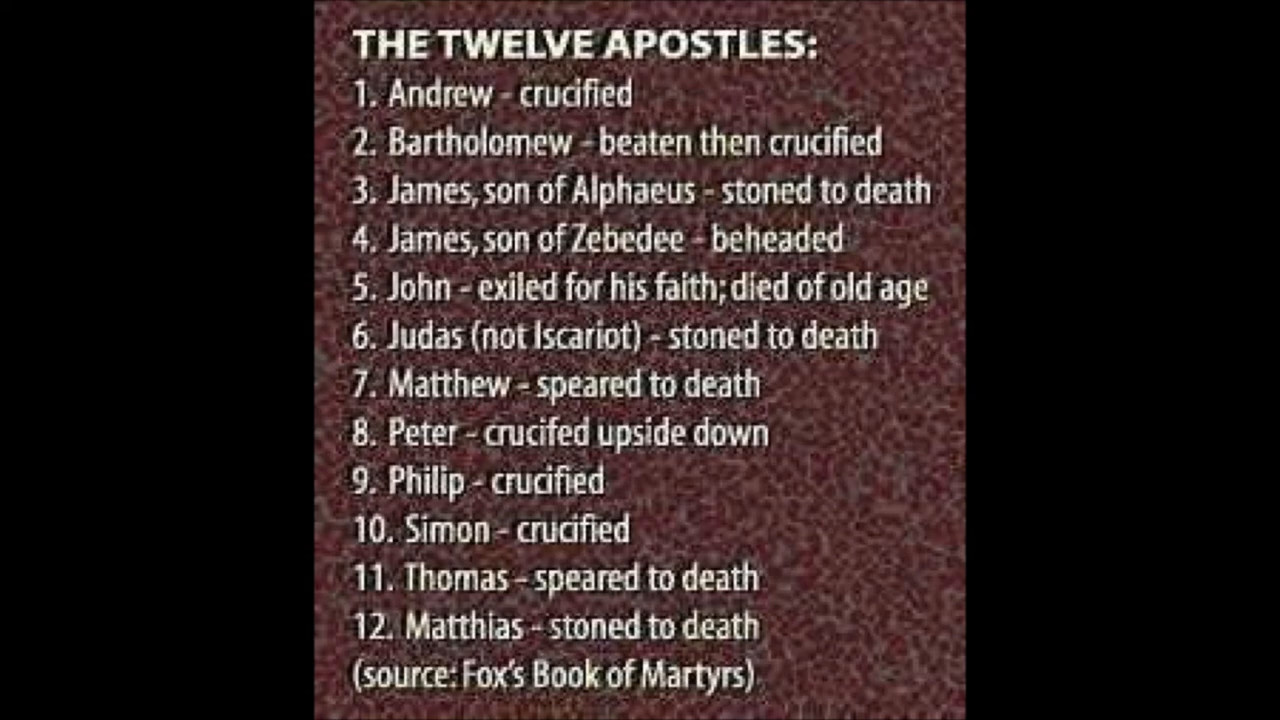 THE TWELVE APOSTLES:
1. Andrew - crucified
2. Bartholomew - beaten then crucified
3. James, son of Alphaeus - stoned to death
4. James, son of Zebedee - beheaded
5. John - exiled for his faith; died of old age
6. Judas (not Iscariot) - stoned to death
7. Matthew - speared to death
8. Peter - crucifed upside down
9. Philip - crucified
10. Simon - crucified
11. Thomas - speared to death
12. Matthias - stoned to death
(source: Fox's Book of Martyrs)